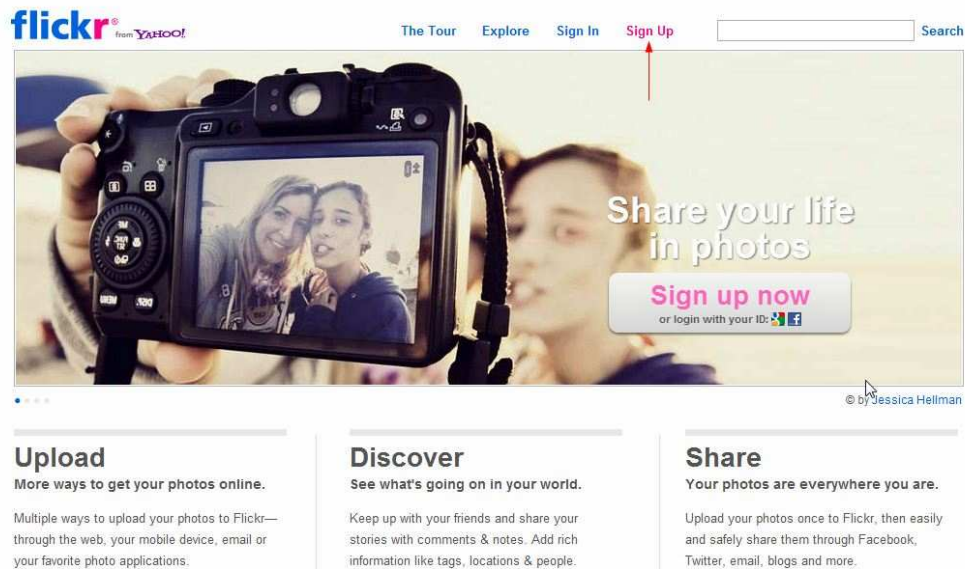 flickr® from YAHOO!
The Tour Explore Sign In Sign Up Search
Share your life
in photos
Sign up now
or login with your ID:
© by Jessica Hellman
Upload
More ways to get your photos online.
Multiple ways to upload your photos to Flickr—
through the web, your mobile device, email or
your favorite photo applications.
Discover
See what's going on in your world.
Keep up with your friends and share your
stories with comments & notes. Add rich
information like tags, locations & people.
Share
Your photos are everywhere you are.
Upload your photos once to Flickr, then easily
and safely share them through Facebook,
Twitter, email, blogs and more.